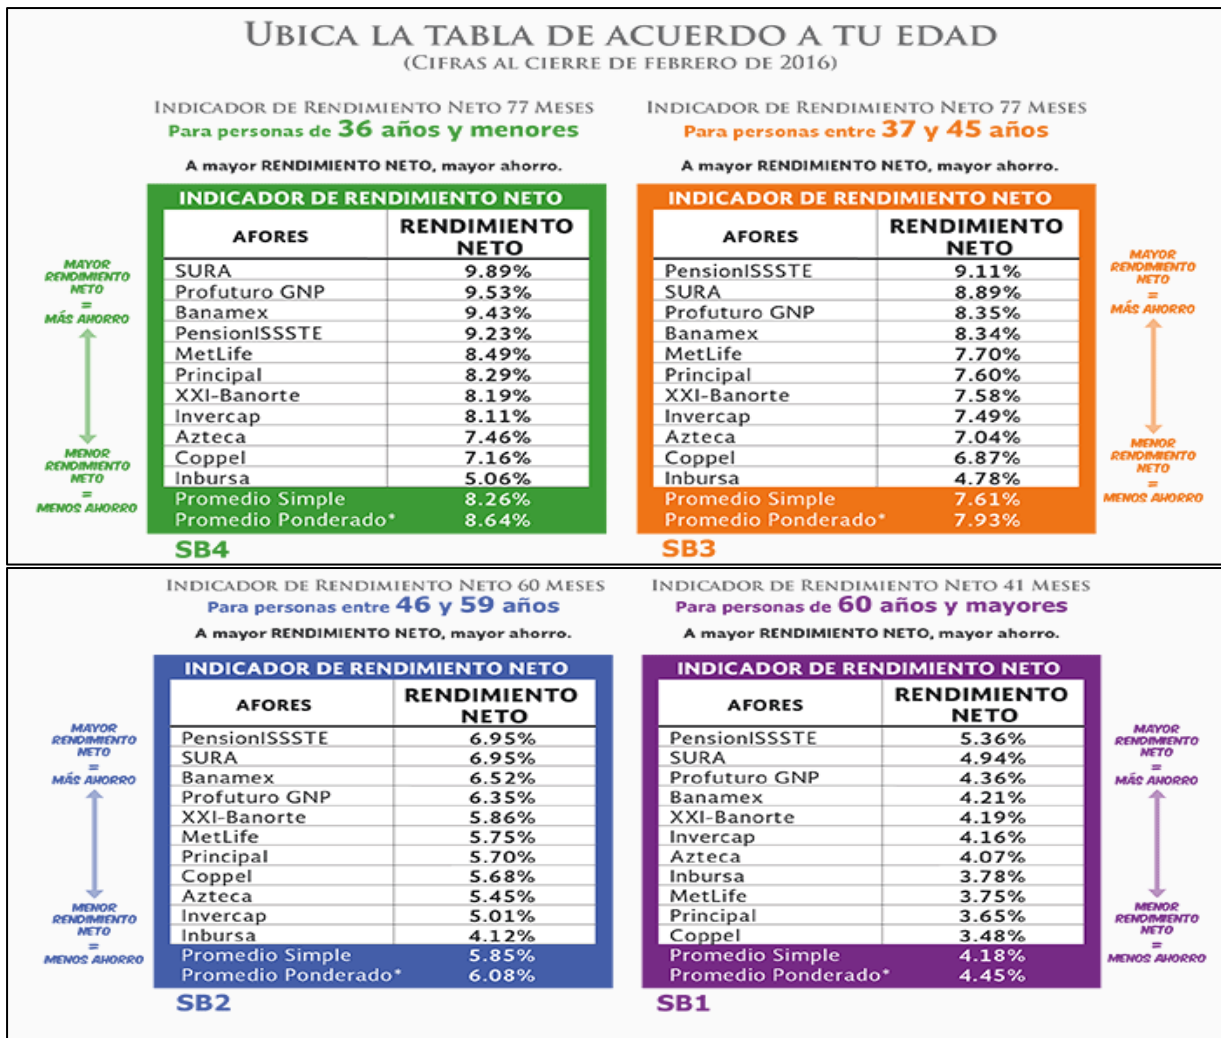 UBICA LA TABLA DE ACUERDO A TU EDAD
(CIFRAS AL CIERRE DE FEBRERO DE 2016)
INDICADOR DE RENDIMIENTO NETO 77 MESES
Para personas de 36 años y menores
A mayor RENDIMIENTO NETO, mayor ahorro.
INDICADOR DE RENDIMIENTO NETO
AFORES RENDIMIENTO NETO
SURA 9.89%
Profuturo GNP 9.53%
Banamex 9.43%
PensionISSSTE 9.23%
MetLife 8.49%
Principal 8.29%
XXI-Banorte 8.19%
Invercap 8.11%
Azteca 7.46%
Coppel 7.16%
Inbursa 5.06%
Promedio Simple 8.26%
Promedio Ponderado* 8.64%
SB4
MAYOR
RENDIMIENTO
NETO
=
MÁS AHORRO
MENOR
RENDIMIENTO
NETO
=
MENOS AHORRO
INDICADOR DE RENDIMIENTO NETO 77 MESES
Para personas entre 37 y 45 años
A mayor RENDIMIENTO NETO, mayor ahorro.
INDICADOR DE RENDIMIENTO NETO
AFORES RENDIMIENTO NETO
PensionISSSTE 9.11%
SURA 8.89%
Profuturo GNP 8.35%
Banamex 8.34%
MetLife 7.70%
Principal 7.60%
XXI-Banorte 7.58%
Invercap 7.49%
Azteca 7.04%
Coppel 6.87%
Inbursa 4.78%
Promedio Simple 7.61%
Promedio Ponderado* 7.93%
SB3
MAYOR
RENDIMIENTO
NETO
=
MÁS AHORRO
MENOR
RENDIMIENTO
NETO
=
MENOS AHORRO
INDICADOR DE RENDIMIENTO NETO 60 MESES
Para personas entre 46 y 59 años
A mayor RENDIMIENTO NETO, mayor ahorro.
INDICADOR DE RENDIMIENTO NETO
AFORES RENDIMIENTO NETO
PensionISSSTE 6.95%
SURA 6.95%
Banamex 6.52%
Profuturo GNP 6.35%
XXI-Banorte 5.86%
MetLife 5.75%
Principal 5.70%
Coppel 5.68%
Azteca 5.45%
Invercap 5.01%
Inbursa 4.12%
Promedio Simple 5.85%
Promedio Ponderado* 6.08%
SB2
MAYOR
RENDIMIENTO
NETO
=
MÁS AHORRO
MENOR
RENDIMIENTO
NETO
=
MENOS AHORRO
INDICADOR DE RENDIMIENTO NETO 41 MESES
Para personas de 60 años y mayores
A mayor RENDIMIENTO NETO, mayor ahorro.
INDICADOR DE RENDIMIENTO NETO
AFORES RENDIMIENTO NETO
PensionISSSTE 5.36%
SURA 4.94%
Profuturo GNP 4.36%
Banamex 4.21%
XXI-Banorte 4.19%
Invercap 4.16%
Azteca 4.07%
Inbursa 3.78%
MetLife 3.75%
Principal 3.65%
Coppel 3.48%
Promedio Simple 4.18%
Promedio Ponderado* 4.45%
SB1
MAYOR
RENDIMIENTO
NETO
=
MÁS AHORRO
MENOR
RENDIMIENTO
NETO
=
MENOS AHORRO